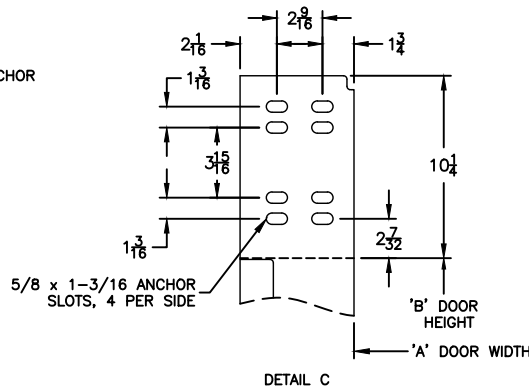 2 9/16
2 1/16
1 3/4
CHOR
1 3/16
3 15/16
10 1/4
1 3/16
2 7/32
5/8 x 1-3/16 ANCHOR
SLOTS, 4 PER SIDE
'B' DOOR
HEIGHT
'A' DOOR WIDTH
DETAIL C